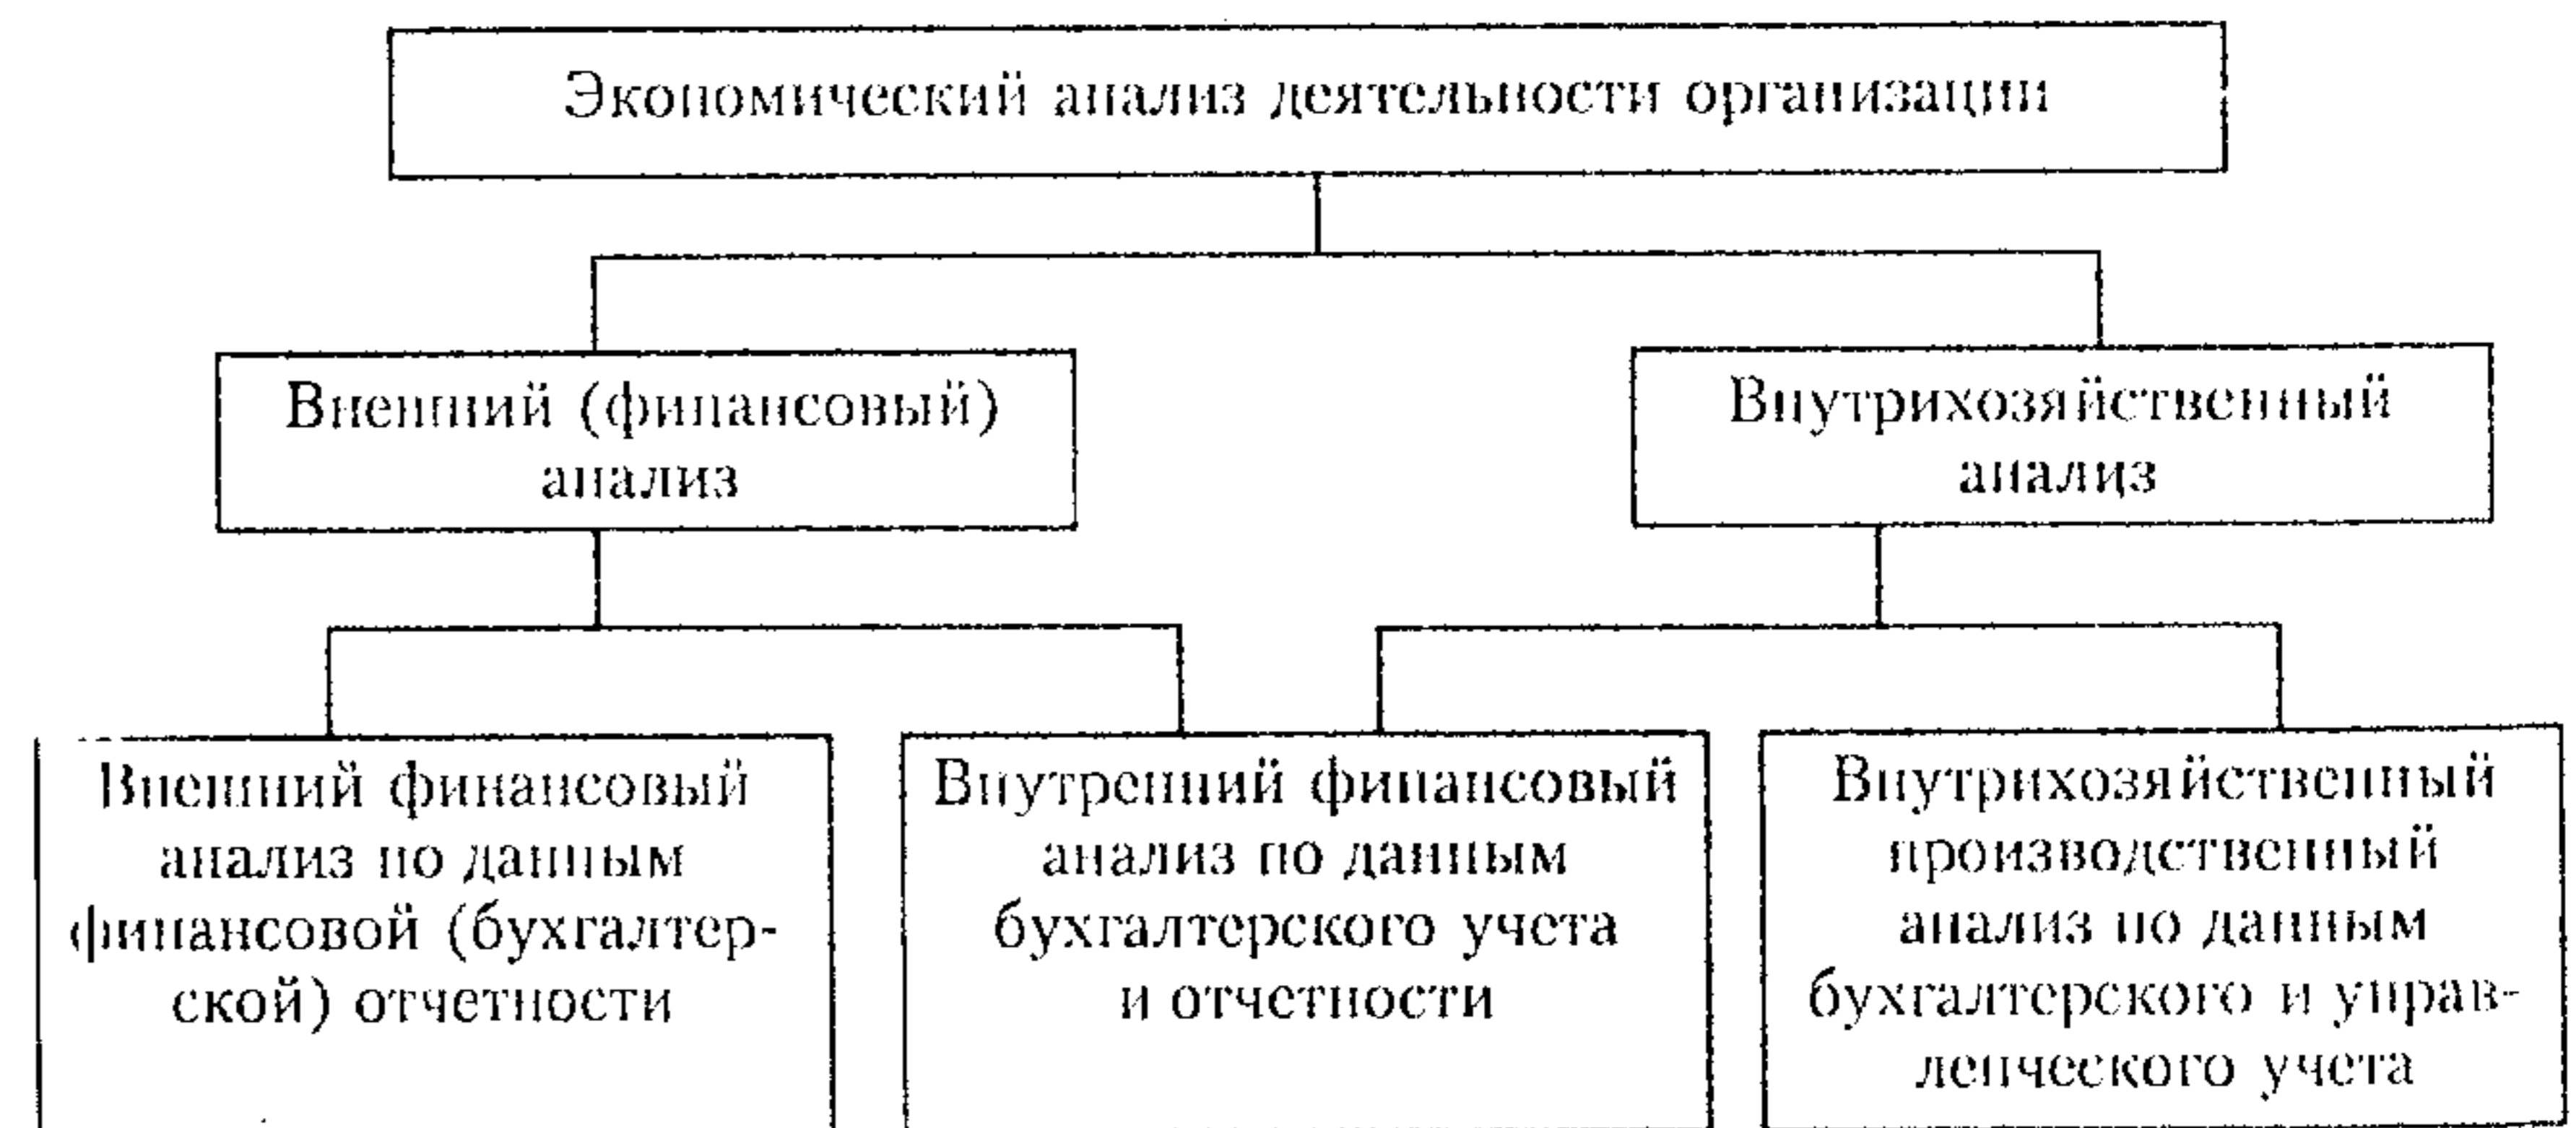 Экономический анализ деятельности организации
Внешний (финансовый)
анализ
Внутрихозяйственный
анализ
Внешний финансовый
анализ по данным
финансовой (бухгалтер-
ской) отчетности
Внутренний финансовый
анализ по данным
бухгалтерского учета
и отчетности
Внутрихозяйственный
производственный
анализ по данным
бухгалтерского и управ-
ленческого учета